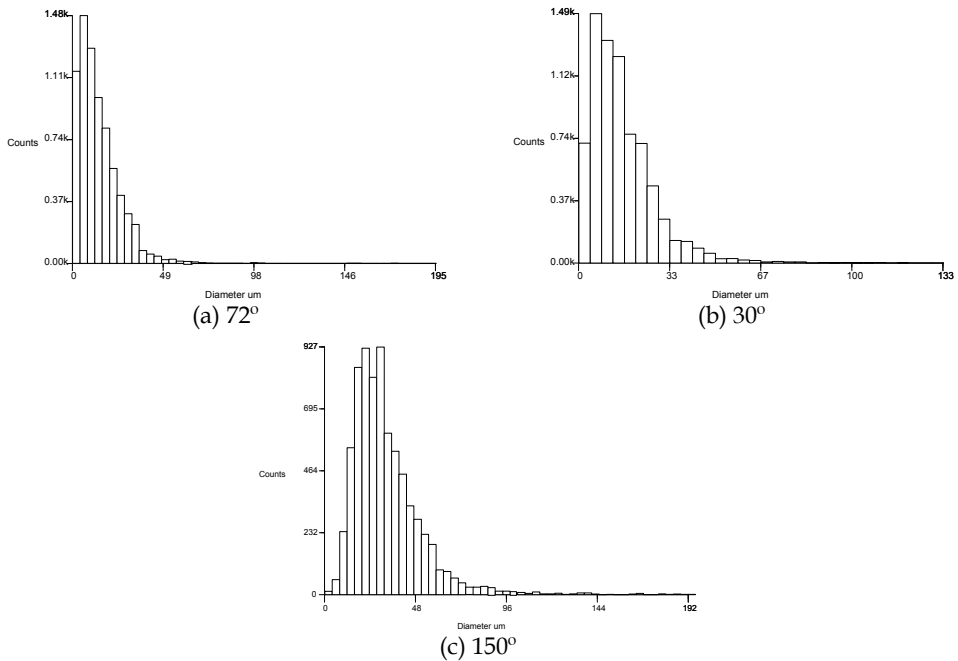 1.48k
1.11k
0.74k
Counts
0.37k
0.00k
0 49 98 146 195
Diameter um
(a) 72°
1.49k
1.12k
0.74k
Counts
0.37k
0.00k
0 33 67 100 133
Diameter um
(b) 30°
927
695
464
Counts
232
0
0 48 96 144 192
Diameter um
(c) 150°